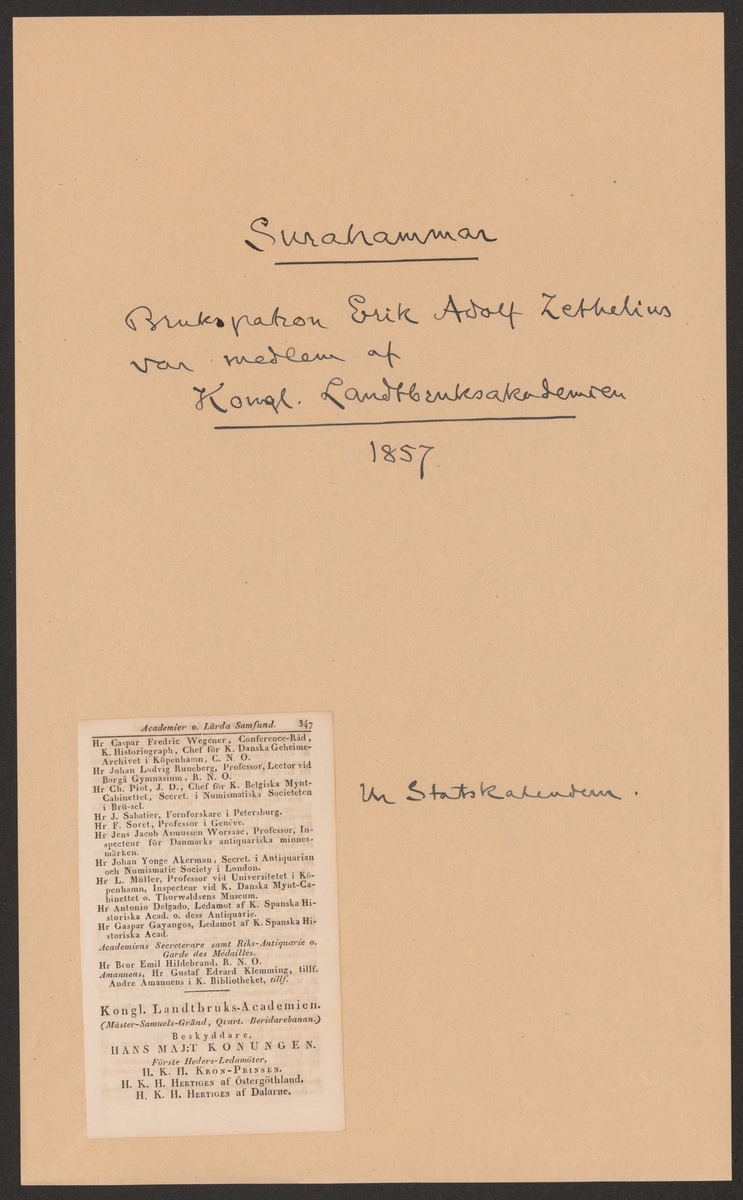 Surahammar
Brukspatron Erik Adolf Zethelius
var medlem af
Kongl. Landtbruksakademien
1857
Academier o. Lärda Samfund. 347
Hr Caspar Fredric Wegener, Conference-Råd,
K. Historiograph, Chef för K. Danska Geheime-
Archivet i Köpenhamn, C. N O.
Hr Johan Ludvig Runeberg, Professor, Lector vid
Borgå Gymnasium, R. N. O.
Hr Ch. Piot, J. D., Chef för K. Belgiska Mynt-
Cabinettet, Secret. i Numismatiska Societeten
i Brüssel.
Hr J. Sabatier, Fornforskare i Petersburg.
Hr F. Soret, Professor i Genève.
Hr Jens Jacob Asmussen Worsaae, Professor, In-
specteur för Danmarks antiquariska minnes-
märken.
Hr Johan Yonge Akerman, Secret. i Antiquarian
och Numismatic Society i London.
Hr L. Müller, Professor vid Universitetet i Kö-
penhamn, Inspecteur vid K. Danska Mynt-Ca-
binettet o. Thorwaldsens Museum.
Hr Antonio Delgado, Ledamot af K. Spanska Hi-
storiska Acad. o. dess Antiquarie.
Hr Gaspar Gayangos, Ledamot af K. Spanska Hi-
storiska Acad.
Academiens Secreterare samt Riks-Antiquarie o.
Garde des Médailles.
Hr Bror Emil Hildebrand, R. N. O.
Amanuens, Hr Gustaf Edvard Klemming, tillf.
Andre Amanuens i K. Bibliotheket, tillf.
Kongl. Landtbruks-Academien.
(Mäster-Samuels-Gränd, Qvart. Beridarebanan.)
Beskyddare,
HANS MAJ:T KONUNGEN.
Förste Heders-Ledamöter,
H. K. H. KRON-PRINSEN.
H. K. H. HERTIGEN af Östergöthland.
H. K. H. HERTIGEN af Dalarne.
Ur Statskalendern.